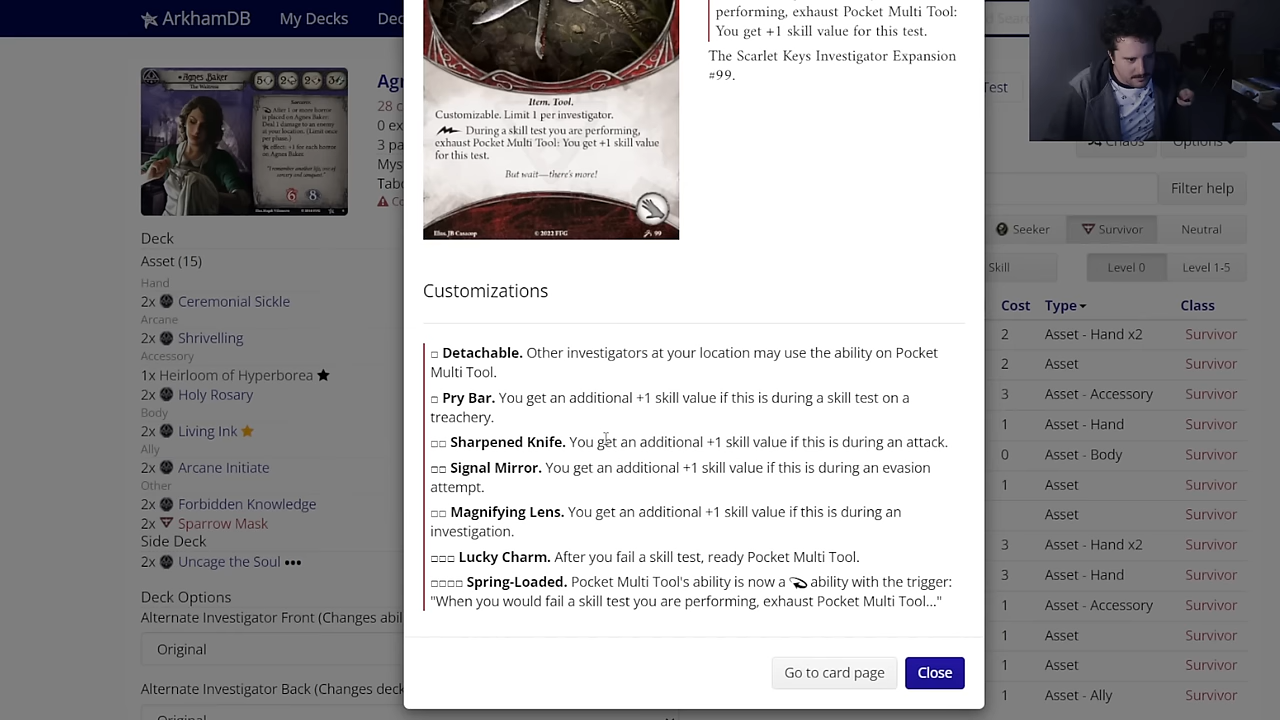 ArkhamDB
My Decks
Agnes Baker
The Waitress
6 8
Deck
Asset (15)
Hand
2x Ceremonial Sickle
Arcane
2x Shrivelling
Accessory
1x Heirloom of Hyperborea
2x Holy Rosary
Body
2x Living Ink
Ally
2x Arcane Initiate
Other
2x Forbidden Knowledge
2x Sparrow Mask
Side Deck
2x Uncage the Soul
Deck Options
Alternate Investigator Front (Changes abil
Original
Alternate Investigator Back (Changes deck
Original
Item. Tool.
Customizable. Limit 1 per investigator.
During a skill test you are performing,
exhaust Pocket Multi Tool: You get +1 skill value
for this test.
But wait—there's more!
© 2022 FFG
99
performing, exhaust Pocket Multi Tool:
You get +1 skill value for this test.
The Scarlet Keys Investigator Expansion
#99.
Customizations
□ Detachable. Other investigators at your location may use the ability on Pocket
Multi Tool.
□ Pry Bar. You get an additional +1 skill value if this is during a skill test on a
treachery.
□□ Sharpened Knife. You get an additional +1 skill value if this is during an attack.
□□ Signal Mirror. You get an additional +1 skill value if this is during an evasion
attempt.
□□ Magnifying Lens. You get an additional +1 skill value if this is during an
investigation.
□□□ Lucky Charm. After you fail a skill test, ready Pocket Multi Tool.
□□□□ Spring-Loaded. Pocket Multi Tool's ability is now a ability with the trigger:
"When you would fail a skill test you are performing, exhaust Pocket Multi Tool..."
Go to card page
Close
Test
Chaos
Options
Filter help
Seeker
Survivor
Neutral
Skill
Level 0
Level 1-5
Cost Type Class
2 Asset - Hand x2 Survivor
2 Asset Survivor
3 Asset - Accessory Survivor
1 Asset - Hand Survivor
0 Asset - Body Survivor
1 Asset Survivor
Asset Survivor
3 Asset - Hand x2 Survivor
3 Asset - Hand Survivor
1 Asset - Accessory Survivor
1 Asset Survivor
1 Asset Survivor
1 Asset - Ally Survivor